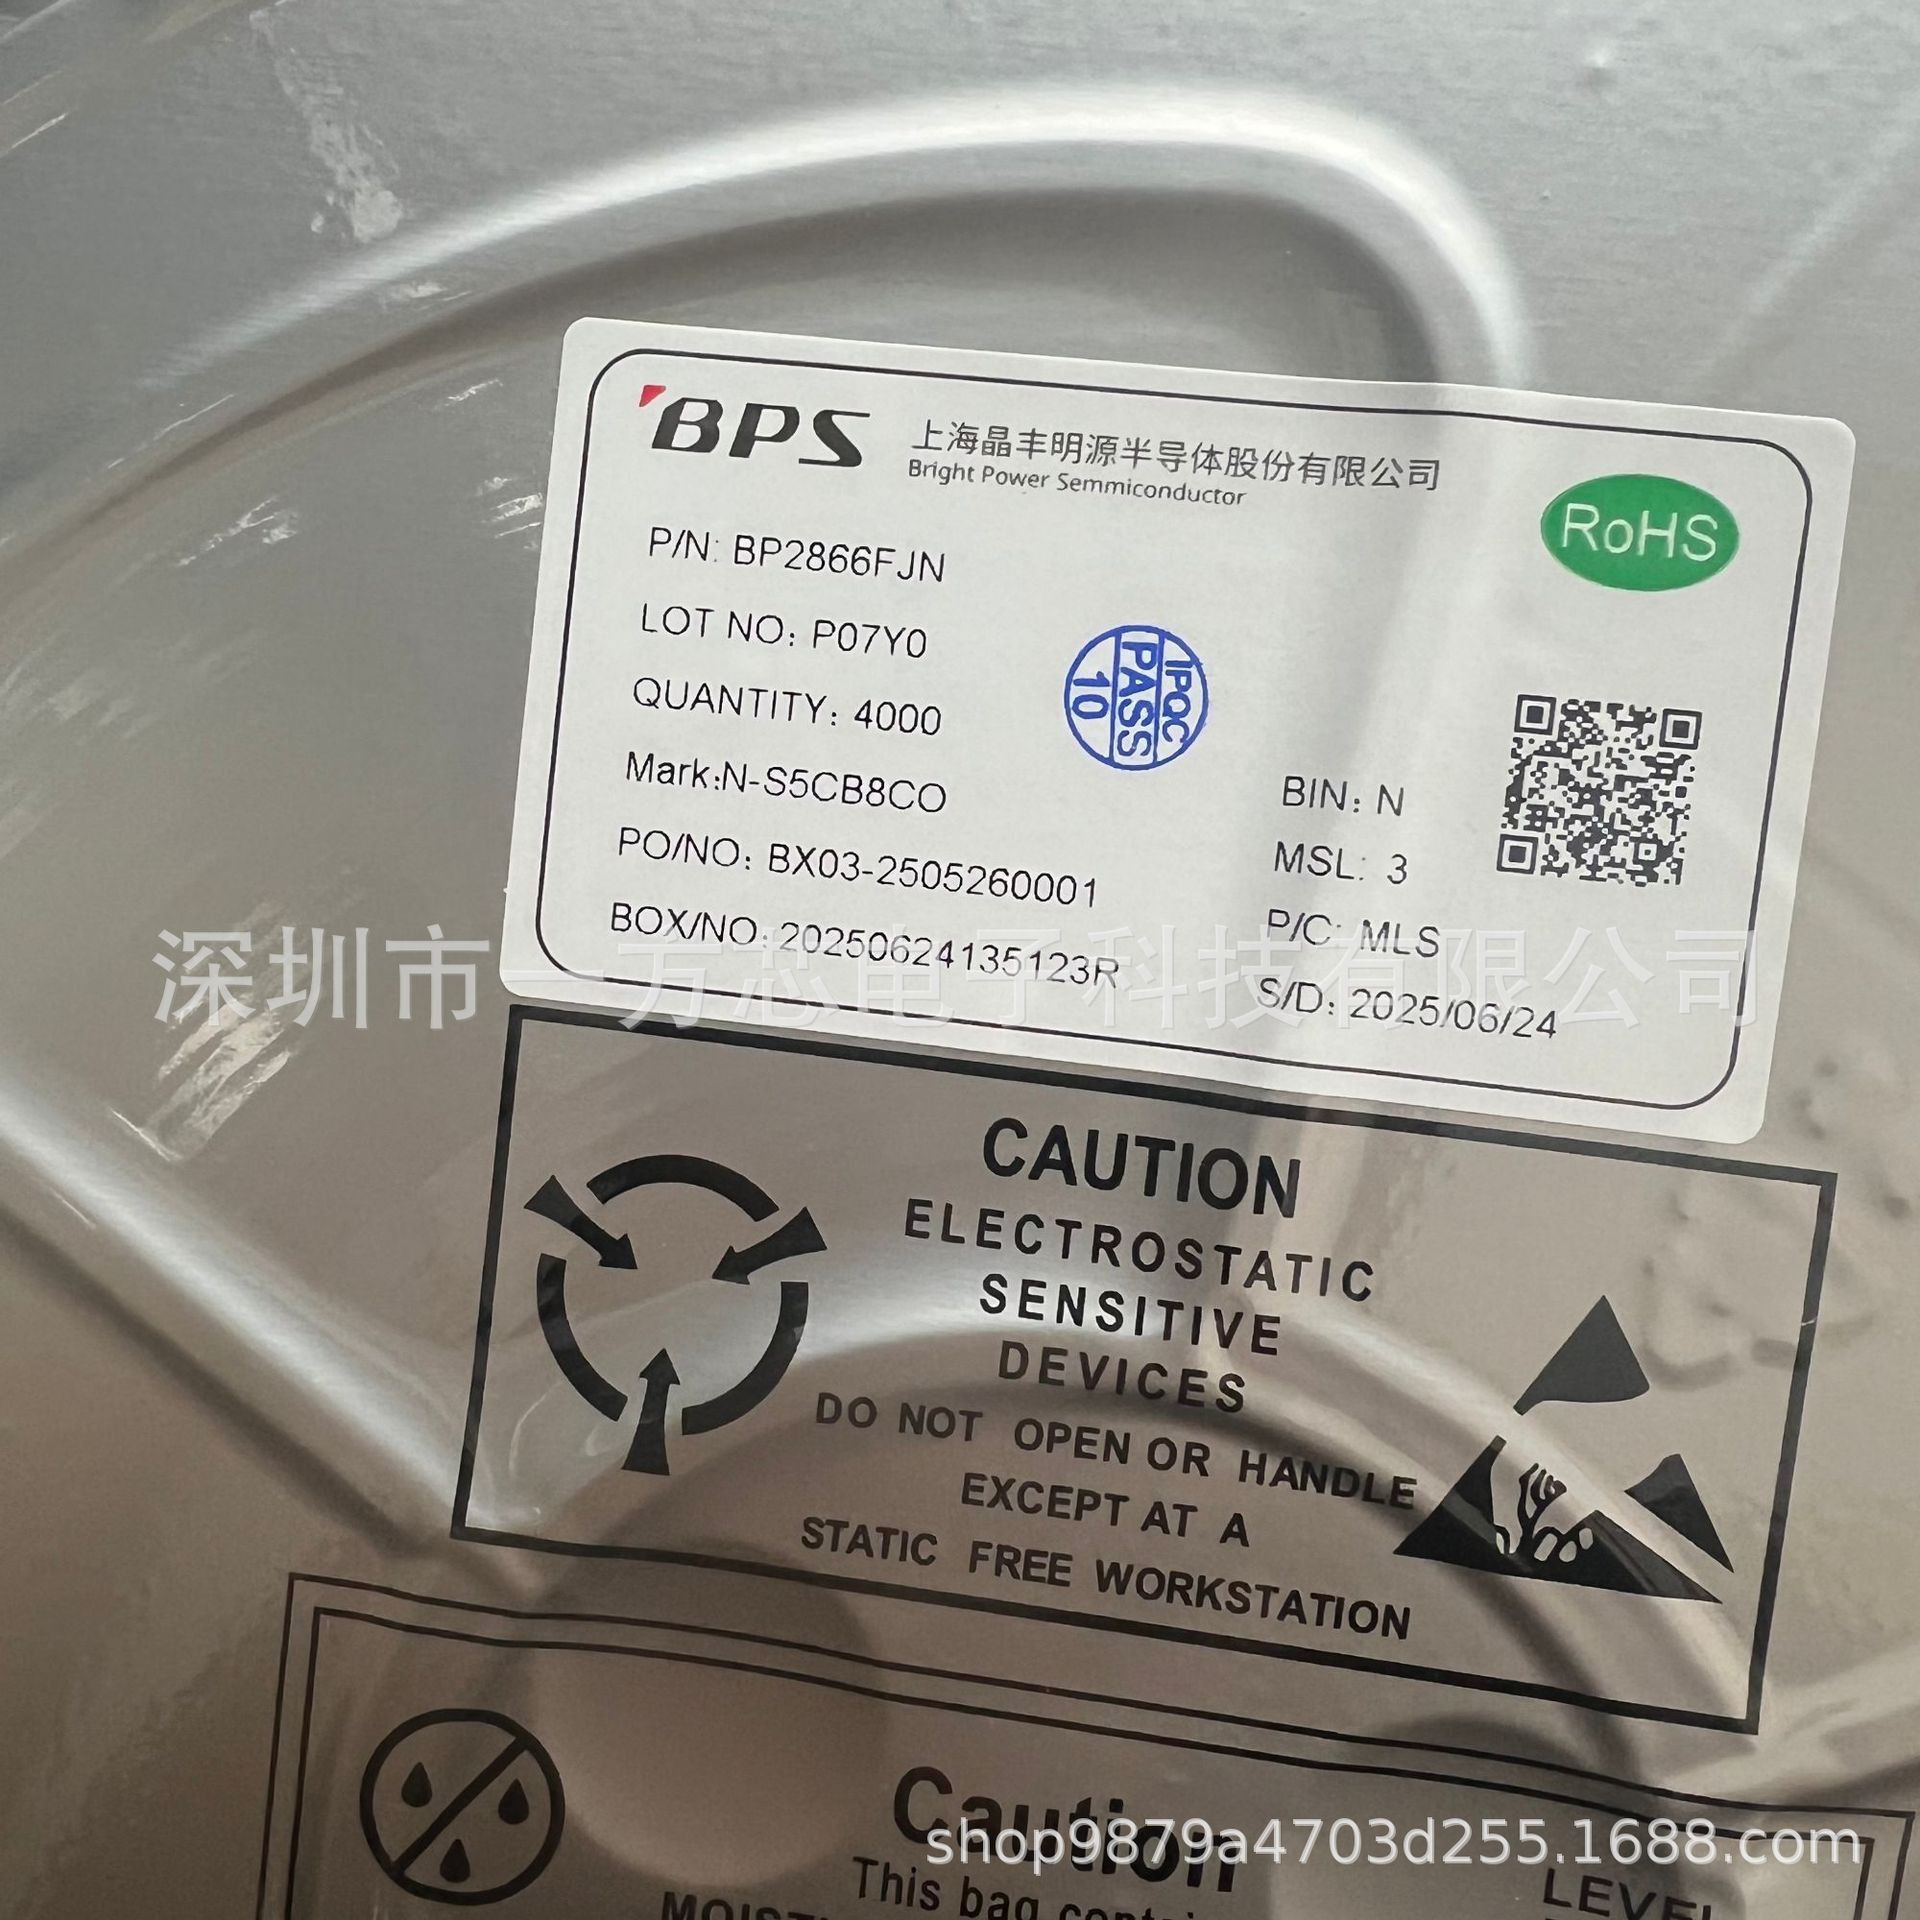 BPS
上海晶丰明源半导体股份有限公司
Bright Power Semmiconductor
RoHS
P/N: BP2866FJN
LOT NO: P07Y0
QUANTITY: 4000
IPQC
PASS
10
Mark:N-S5CB8CO
BIN: N
PO/NO: BX03-2505260001
MSL: 3
BOX/NO: 20250624135123R
P/C: MLS
S/D: 2025/06/24
深圳市一方芯电子科技有限公司
CAUTION
ELECTROSTATIC
SENSITIVE
DEVICES
DO NOT OPEN OR HANDLE
EXCEPT AT A
STATIC FREE WORKSTATION
Caution
shop9879a4703d255.1688.com
This bag
LEVEL